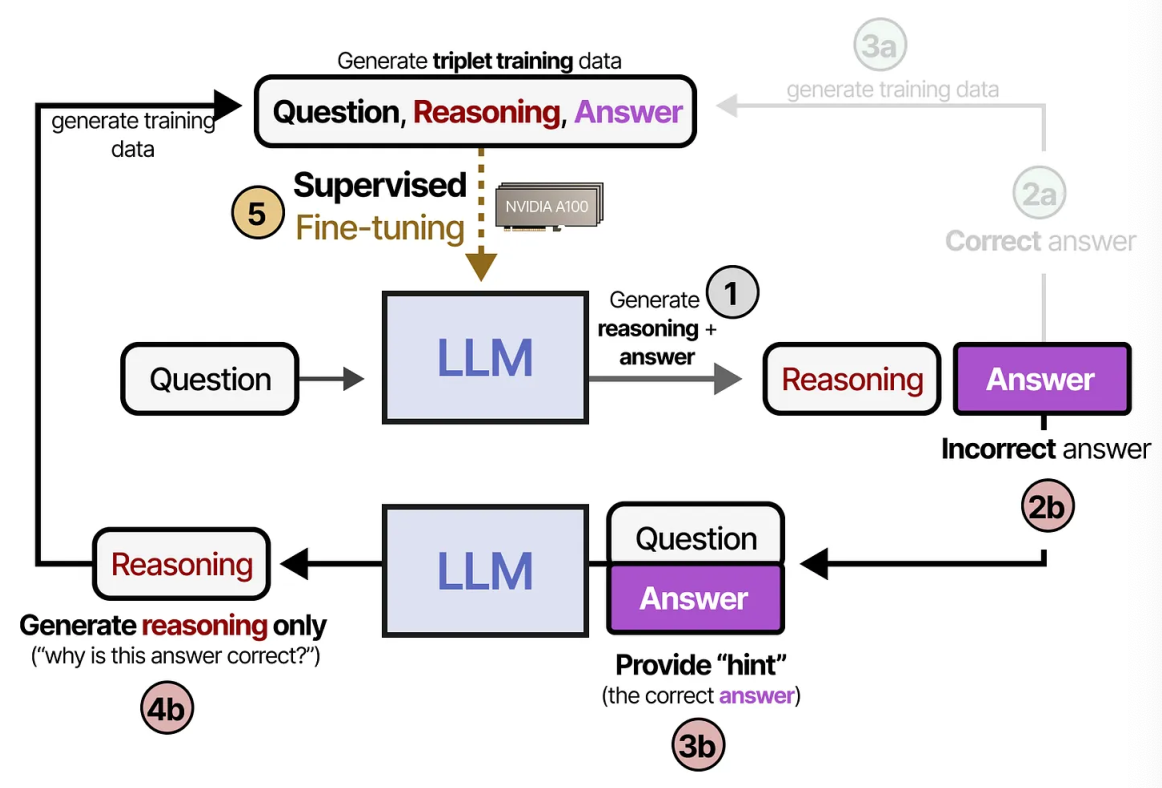 3a
Generate triplet training data
generate training data
Question, Reasoning, Answer
generate training
data
5
Supervised
Fine-tuning
NVIDIA A100
2a
Correct answer
1
Generate
reasoning +
answer
Question
LLM
Reasoning
Answer
Incorrect answer
2b
Question
Answer
LLM
Reasoning
Generate reasoning only
("why is this answer correct?")
4b
Provide “hint”
(the correct answer)
3b